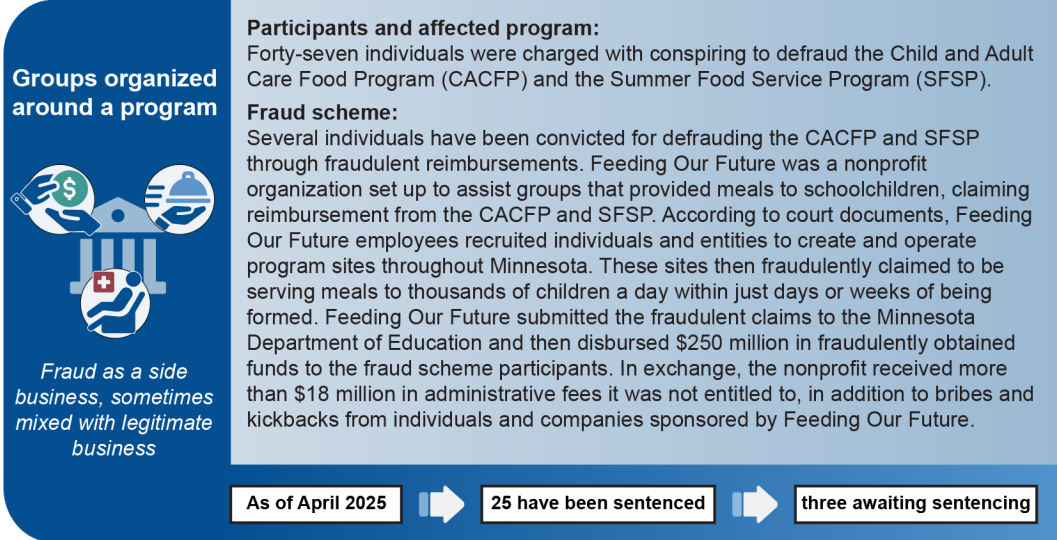 Groups organized
around a program
Fraud as a side
business, sometimes
mixed with legitimate
business
Participants and affected program:
Forty-seven individuals were charged with conspiring to defraud the Child and Adult
Care Food Program (CACFP) and the Summer Food Service Program (SFSP).
Fraud scheme:
Several individuals have been convicted for defrauding the CACFP and SFSP
through fraudulent reimbursements. Feeding Our Future was a nonprofit
organization set up to assist groups that provided meals to schoolchildren, claiming
reimbursement from the CACFP and SFSP. According to court documents, Feeding
Our Future employees recruited individuals and entities to create and operate
program sites throughout Minnesota. These sites then fraudulently claimed to be
serving meals to thousands of children a day within just days or weeks of being
formed. Feeding Our Future submitted the fraudulent claims to the Minnesota
Department of Education and then disbursed $250 million in fraudulently obtained
funds to the fraud scheme participants. In exchange, the nonprofit received more
than $18 million in administrative fees it was not entitled to, in addition to bribes and
kickbacks from individuals and companies sponsored by Feeding Our Future.
As of April 2025
25 have been sentenced
three awaiting sentencing